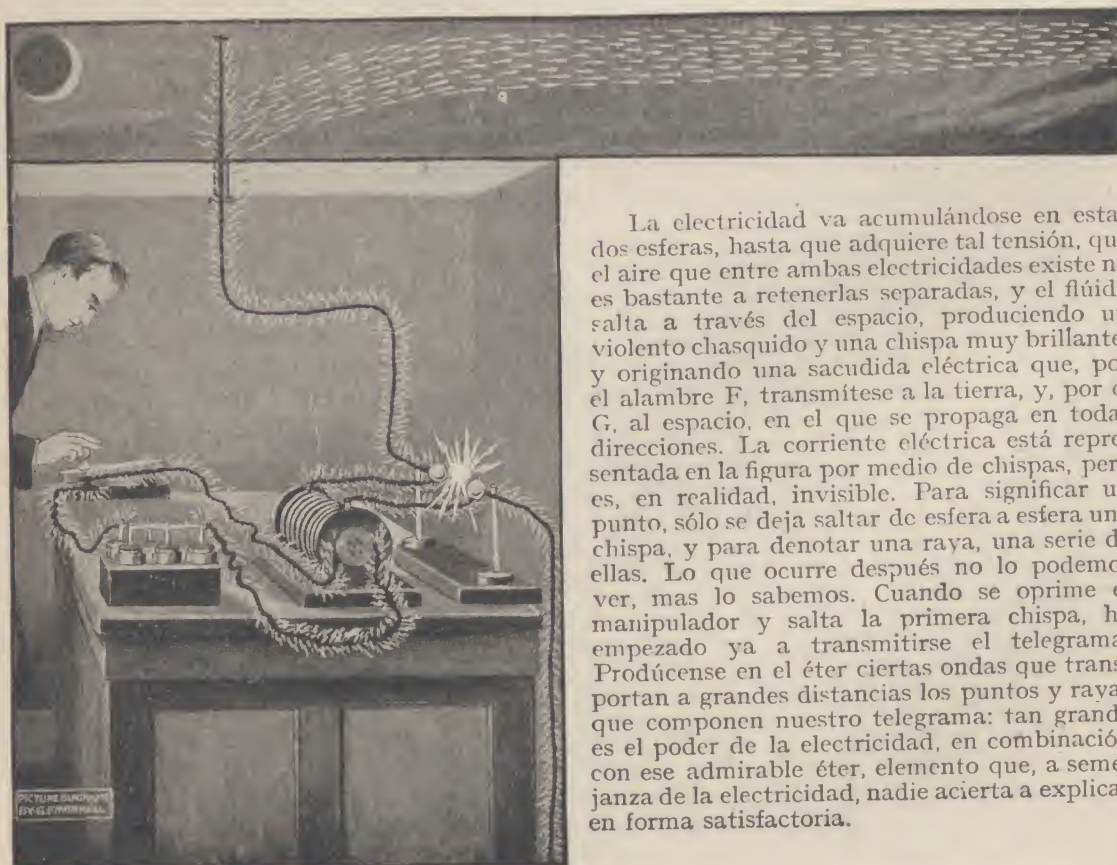 La electricidad va acumulándose en esta
dos esferas, hasta que adquiere tal tensión, qu
el aire que entre ambas electricidades existe n
es bastante a retenerlas separadas, y el flúid
salta a través del espacio, produciendo u
violento chasquido y una chispa muy brillante
y originando una sacudida eléctrica que, po
el alambre F, transmítese a la tierra, y, por e
G, al espacio, en el que se propaga en toda
direcciones. La corriente eléctrica está repre
sentada en la figura por medio de chispas, per
es, en realidad, invisible. Para significar u
punto, sólo se deja saltar de esfera a esfera un
chispa, y para denotar una raya, una serie d
ellas. Lo que ocurre después no lo podemo
ver, mas lo sabemos. Cuando se oprime e
manipulador y salta la primera chispa, h
empezado ya a transmitirse el telegrama
Prodúcense en el éter ciertas ondas que trans
portan a grandes distancias los puntos y raya
que componen nuestro telegrama: tan grand
es el poder de la electricidad, en combinació
con ese admirable éter, elemento que, a seme
janza de la electricidad, nadie acierta a explica
en forma satisfactoria.
PICTURE
BY G.F.